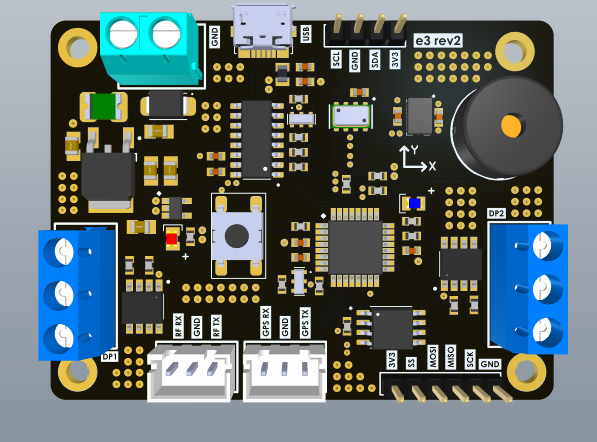 GND
USB
SCL
GND
SDA
3V3
e3 rev2
Y
X
+
DP2
+
DP1
RF RX
GND
RF TX
GPS RX
GND
GPS TX
3V3
SS
MOSI
MISO
SCK
GND